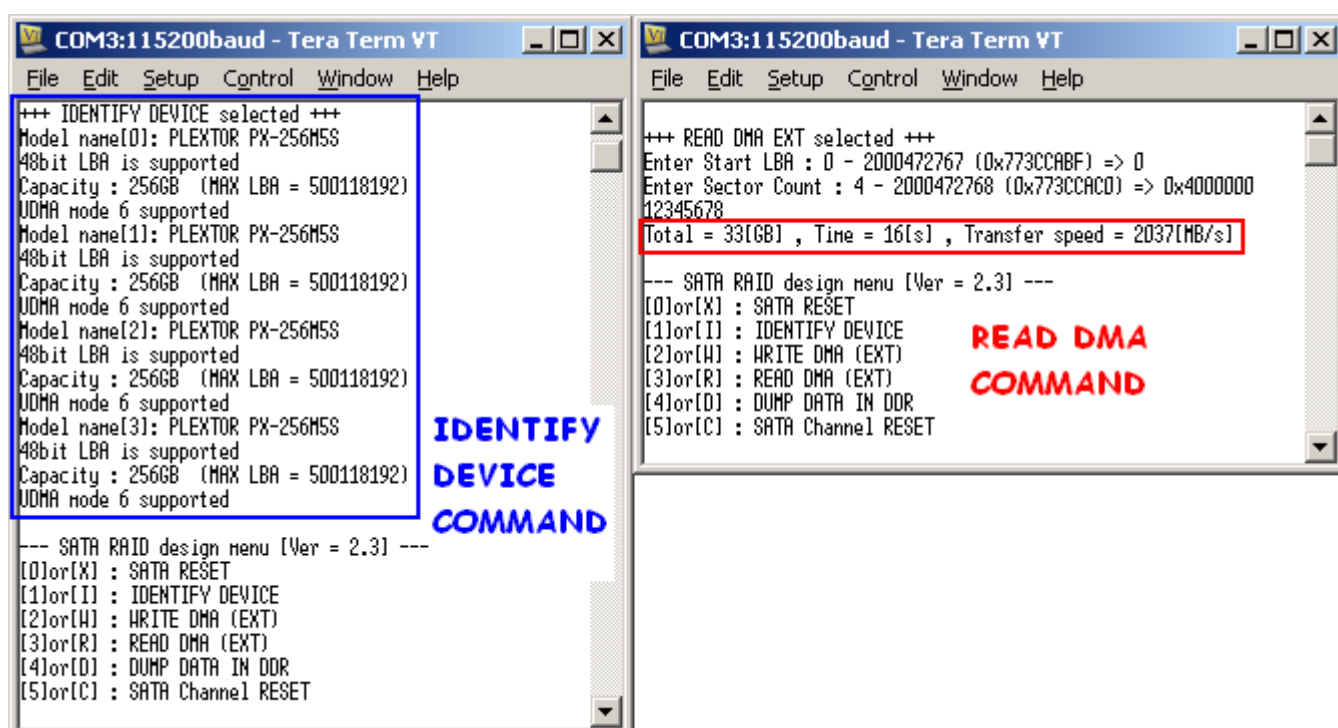 COM3:115200baud - Tera Term VT
File Edit Setup Control Window Help
+++ IDENTIFY DEVICE selected +++
Model name[0]: PLEXTOR PX-256M5S
48bit LBA is supported
Capacity : 256GB (MAX LBA = 500118192)
UDMA mode 6 supported
Model name[1]: PLEXTOR PX-256M5S
48bit LBA is supported
Capacity : 256GB (MAX LBA = 500118192)
UDMA mode 6 supported
Model name[2]: PLEXTOR PX-256M5S
48bit LBA is supported
Capacity : 256GB (MAX LBA = 500118192)
UDMA mode 6 supported
Model name[3]: PLEXTOR PX-256M5S
48bit LBA is supported
Capacity : 256GB (MAX LBA = 500118192)
UDMA mode 6 supported
IDENTIFY
DEVICE
COMMAND
--- SATA RAID design menu [Ver = 2.3] ---
[0]or[X] : SATA RESET
[1]or[I] : IDENTIFY DEVICE
[2]or[W] : WRITE DMA (EXT)
[3]or[R] : READ DMA (EXT)
[4]or[D] : DUMP DATA IN DDR
[5]or[C] : SATA Channel RESET
COM3:115200baud - Tera Term VT
File Edit Setup Control Window Help
+++ READ DMA EXT selected +++
Enter Start LBA : 0 - 2000472767 (0x773CCABF) => 0
Enter Sector Count : 4 - 2000472768 (0x773CCAC0) => 0x4000000
12345678
Total = 33[GB] , Time = 16[s] , Transfer speed = 2037[MB/s]
--- SATA RAID design menu [Ver = 2.3] ---
[0]or[X] : SATA RESET
[1]or[I] : IDENTIFY DEVICE
[2]or[W] : WRITE DMA (EXT)
[3]or[R] : READ DMA (EXT)
[4]or[D] : DUMP DATA IN DDR
[5]or[C] : SATA Channel RESET
READ DMA
COMMAND